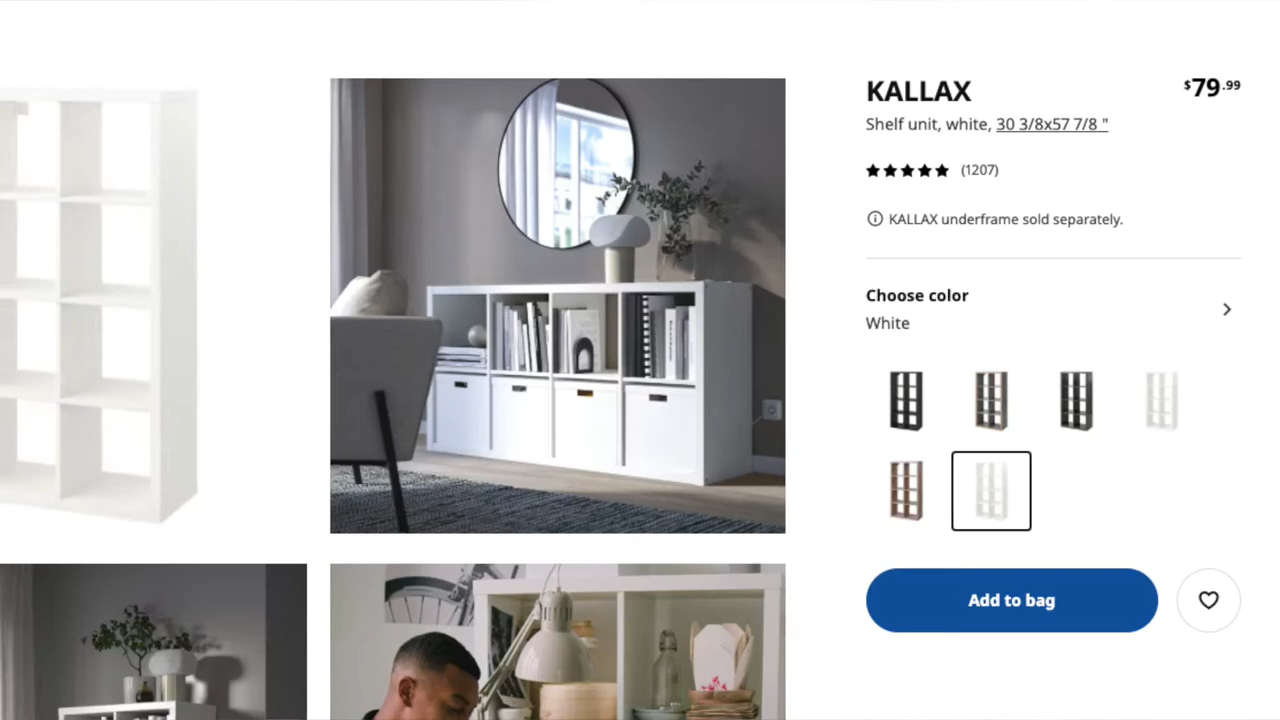 KALLAX
$79.99
Shelf unit, white, 30 3/8x57 7/8 "
(1207)
KALLAX underframe sold separately.
Choose color
White
Add to bag